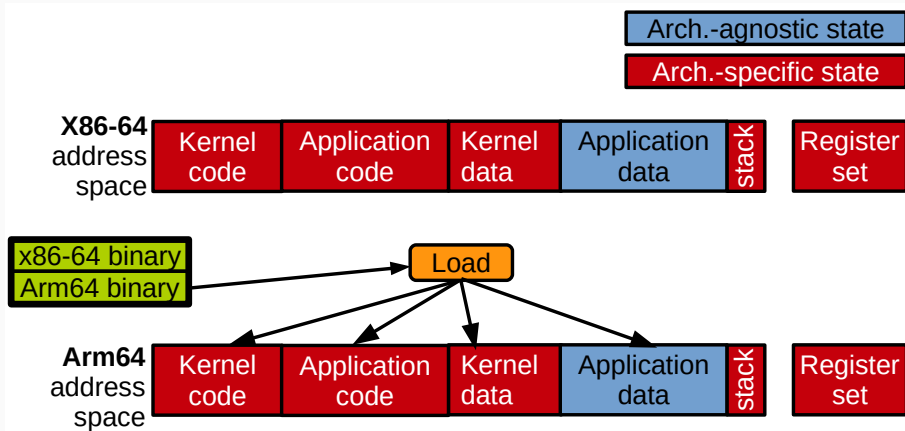 Arch.-agnostic state
Arch.-specific state
X86-64
address
space
Kernel
code
Application
code
Kernel
data
Application
data
stack
Register
set
x86-64 binary
Arm64 binary
Load
Arm64
address
space
Kernel
code
Application
code
Kernel
data
Application
data
stack
Register
set